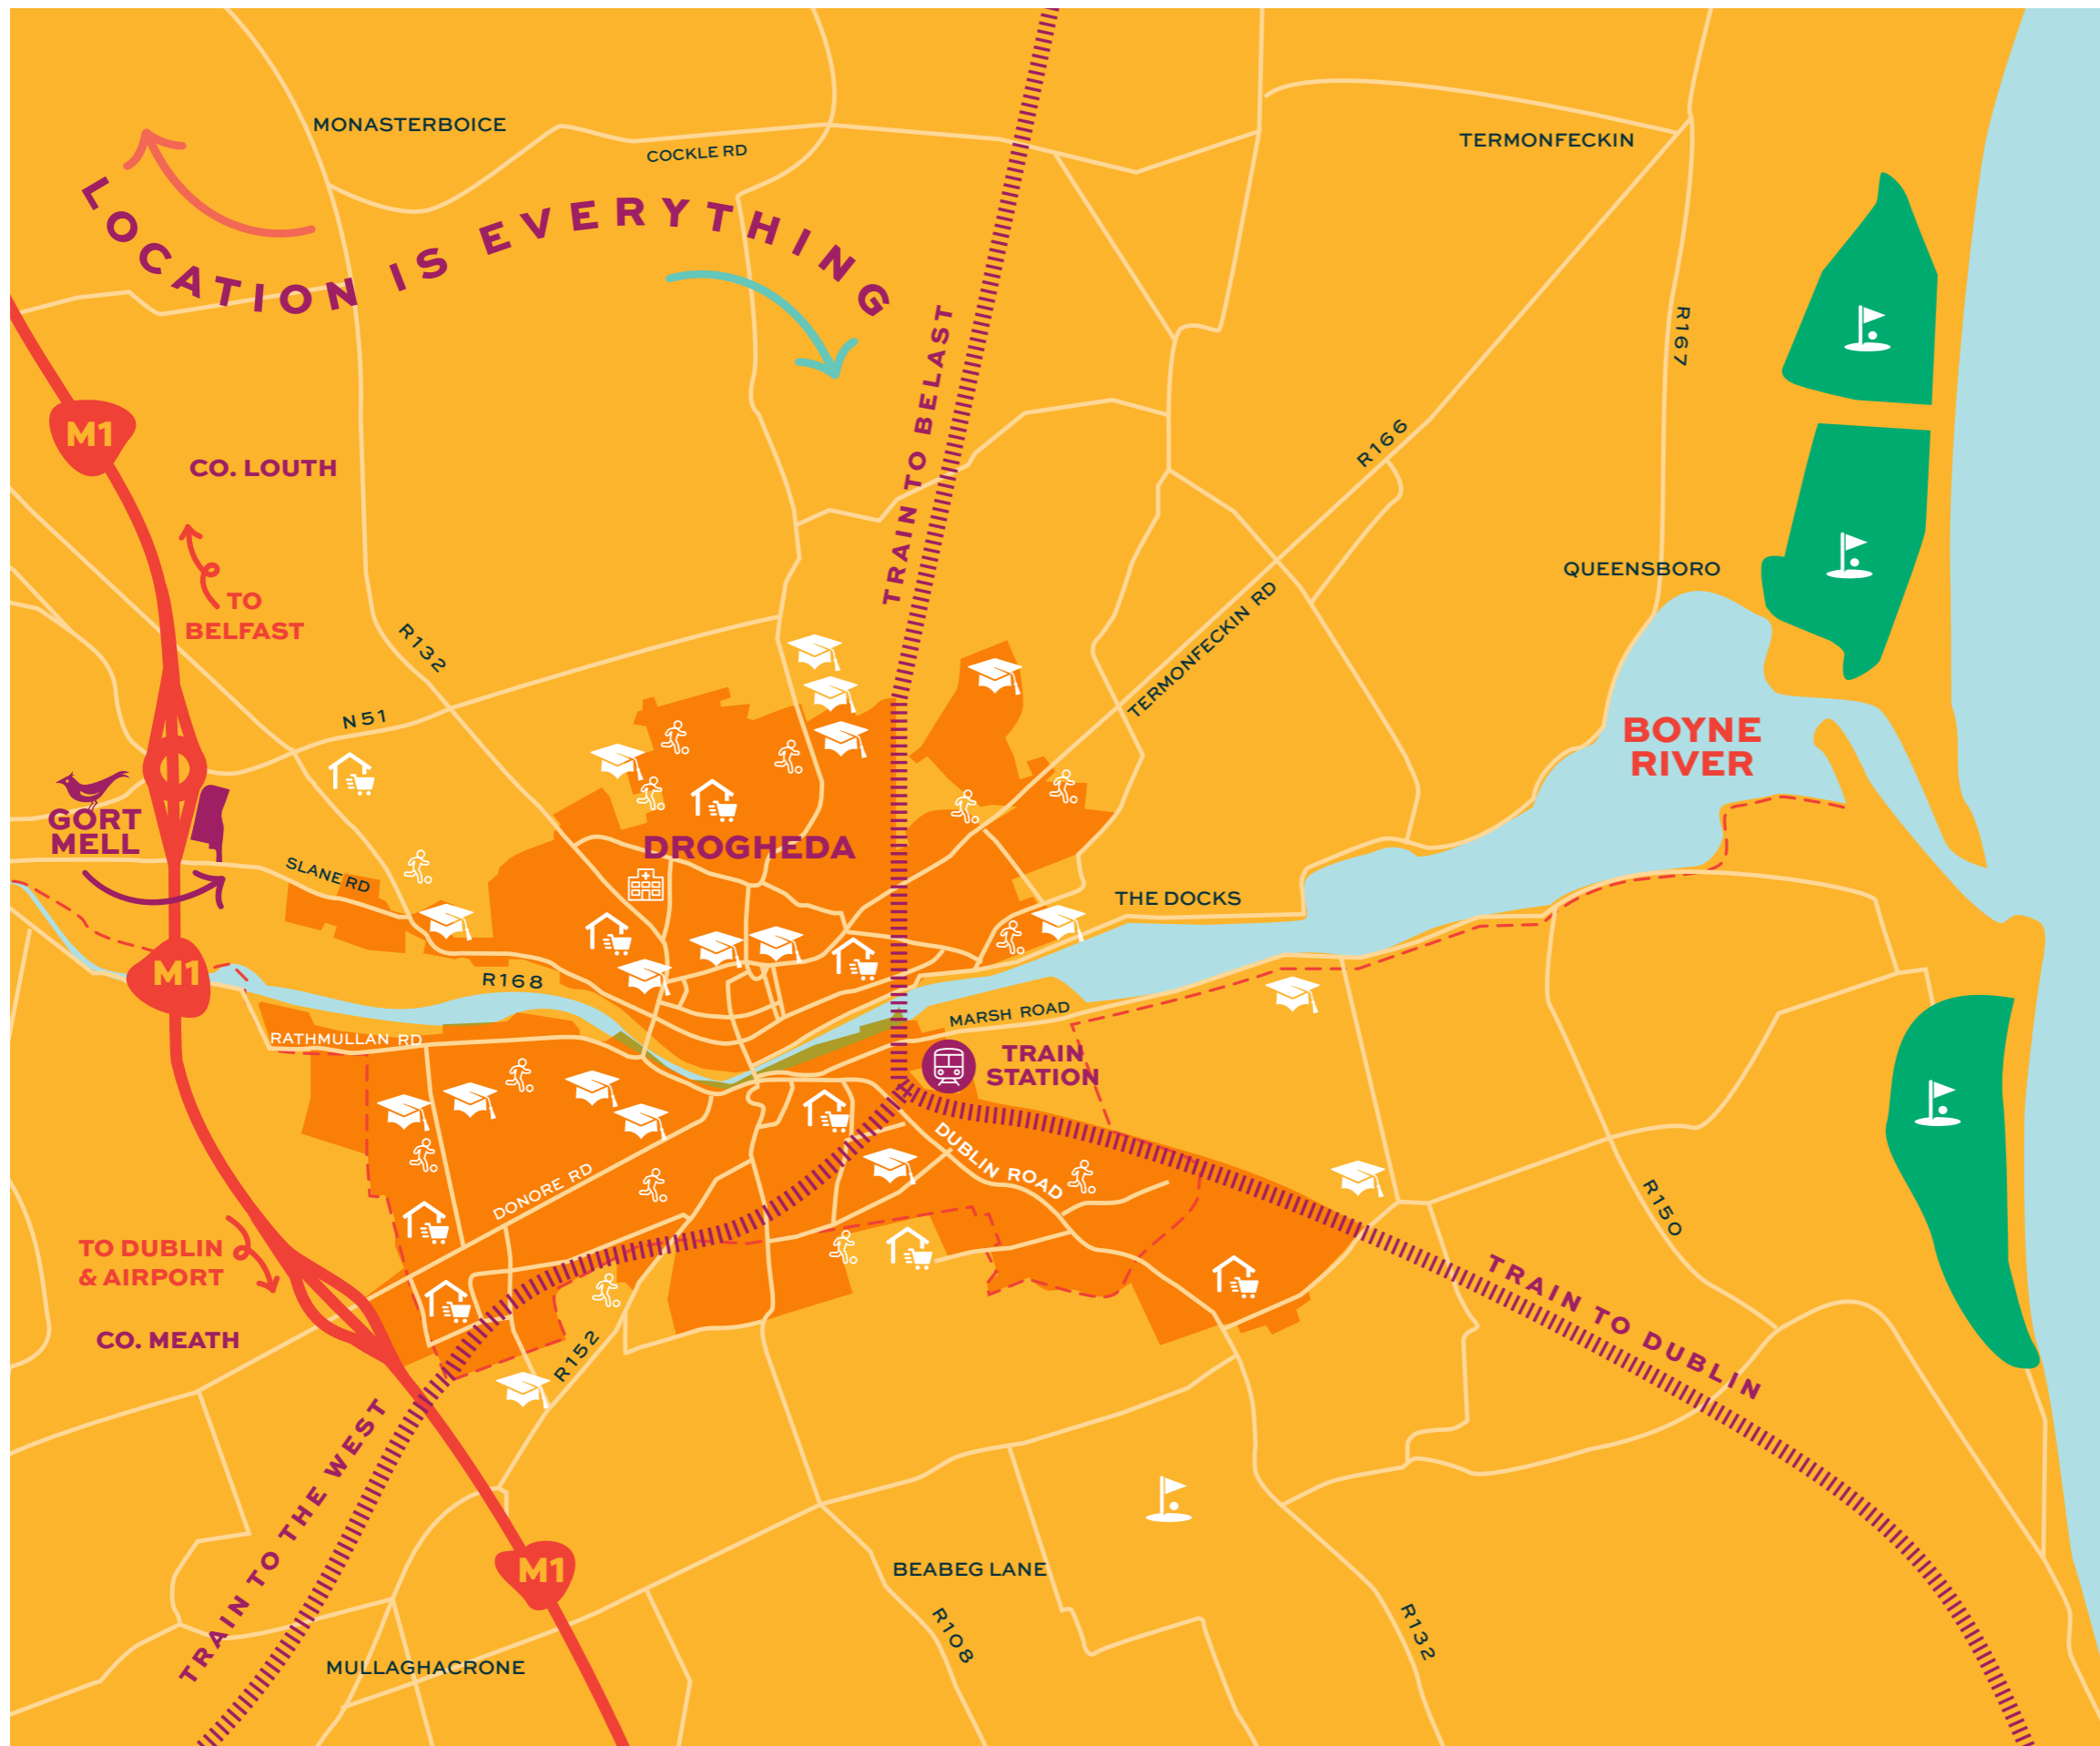 MONASTERBOICE
COCKLE RD
TERMONFECKIN
LOCATION IS EVERYTHING
R167
TRAIN TO BELAST
M1
CO. LOUTH
R166
TO
BELFAST
QUEENSBORO
R132
TERMONFECKIN RD
N51
BOYNE
RIVER
GORT
MELL
DROGHEDA
SLANE RD
THE DOCKS
M1
R168
MARSH ROAD
RATHMULLAN RD
TRAIN
STATION
DUBLIN ROAD
DONORE RD
R150
TO DUBLIN
& AIRPORT
TRAIN TO DUBLIN
CO. MEATH
R152
TRAIN TO THE WEST
M1
BEABEG LANE
R108
R132
MULLAGHACRONE